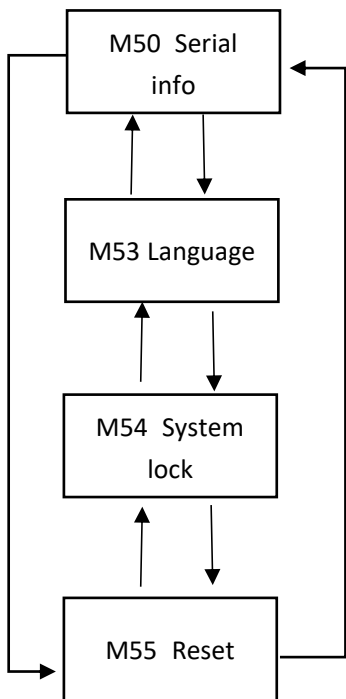 M50 Serial
info
M53 Language
M54 System
lock
M55 Reset